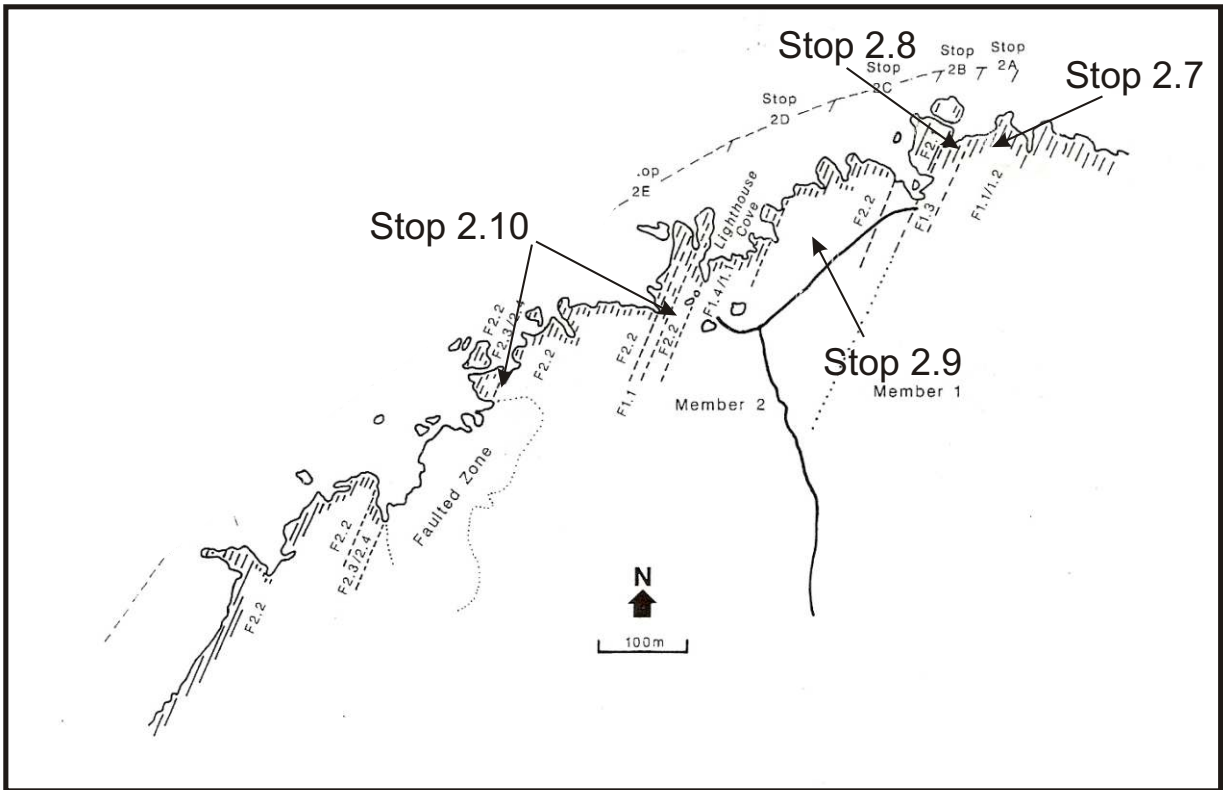 Stop 2.8
Stop
2A
Stop
2B
Stop
2C
Stop 2.7
Stop
2D
.op
2E
Stop 2.10
Lighthouse
Cove
F2.
F1.3
F1.1/1.2
F2.2
F1.4/1.1
F2.2
F2.2
F1.1
Stop 2.9
Member 1
Member 2
F2.2
F2.3/2.4
F2.2
Faulted Zone
F2.2
F2.3/2.4
F2.2
N
100m